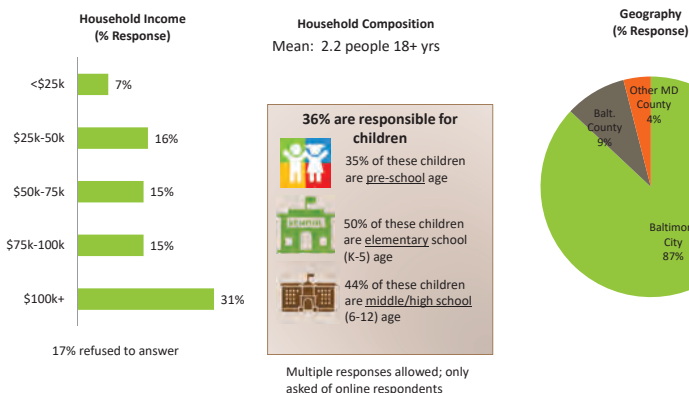 Household Income
(% Response)
<$25k
7%
$25k-50k
16%
$50k-75k
15%
$75k-100k
15%
$100k+
31%
17% refused to answer
Household Composition
Mean: 2.2 people 18+ yrs
36% are responsible for
children
35% of these children
are pre-school age
SCHOOL
50% of these children
are elementary school
(K-5) age
44% of these children
are middle/high school
(6-12) age
Multiple responses allowed; only
asked of online respondents
Geography
(% Response)
Other MD
County
4%
Balt.
County
9%
Baltimor
City
87%